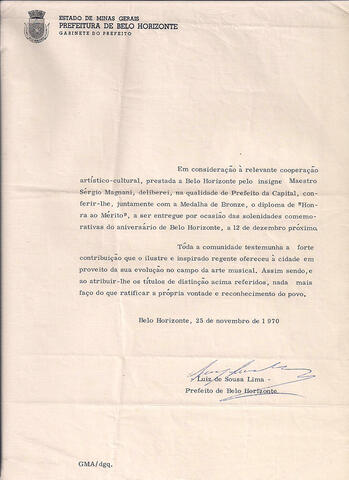 ESTADO DE MINAS GERAIS
PREFEITURA DE BELO HORIZONTE
GABINETE DO PREFEITO
Em consideração à relevante cooperação
artístico-cultural, prestada a Belo Horizonte pelo insigne Maestro
Sérgio Magnani, deliberei, na qualidade de Prefeito da Capital, con-
ferir-lhe, juntamente com a Medalha de Bronze, o diploma de "Hon-
ra ao Mérito", a ser entregue por ocasião das solenidades comemo-
rativas do aniversário de Belo Horizonte, a 12 de dezembro próximo.
Tôda a comunidade testemunha a forte
contribuição que o ilustre e inspirado regente ofereceu à cidade em
proveito da sua evolução no campo da arte musical. Assim sendo, e
ao atribuir-lhe os títulos de distinção acima referidos, nada mais
faço do que ratificar a própria vontade e reconhecimento do povo.
Belo Horizonte, 25 de novembro de 1970
Luiz de Sousa Lima -
Prefeito de Belo Horizonte
GMA/dgq.